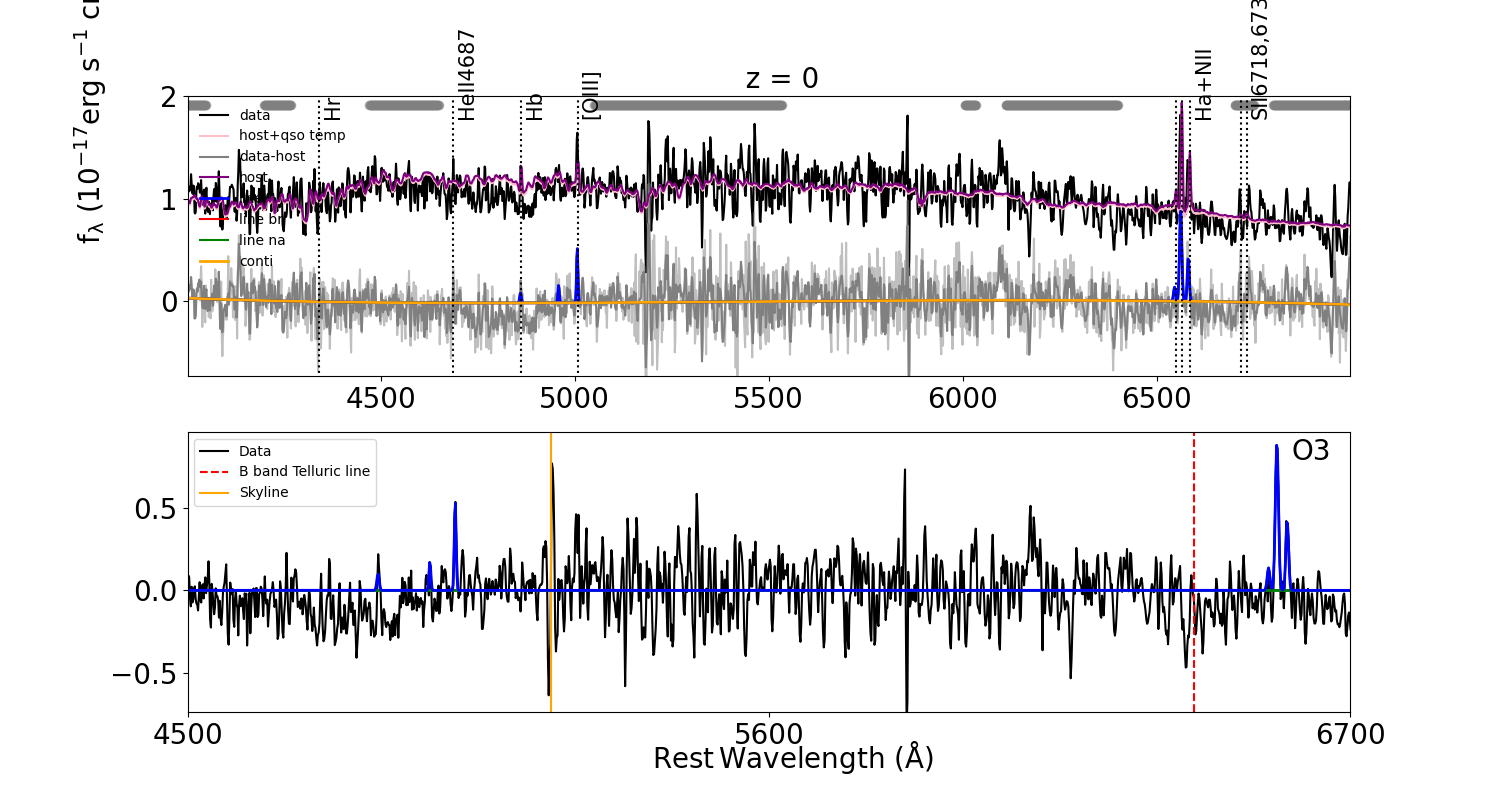 z = 0
Hr
HeII4687
Hb
[OIII]
Ha+NII
SII6718,673
f_λ (10^−17 erg s^−1 c
2
1
0
data
host+qso temp
data-host
host
line br
line na
conti
4500
5000
5500
6000
6500
Data
B band Telluric line
Skyline
O3
0.5
0.0
−0.5
4500
5600
6700
Rest Wavelength (Å)